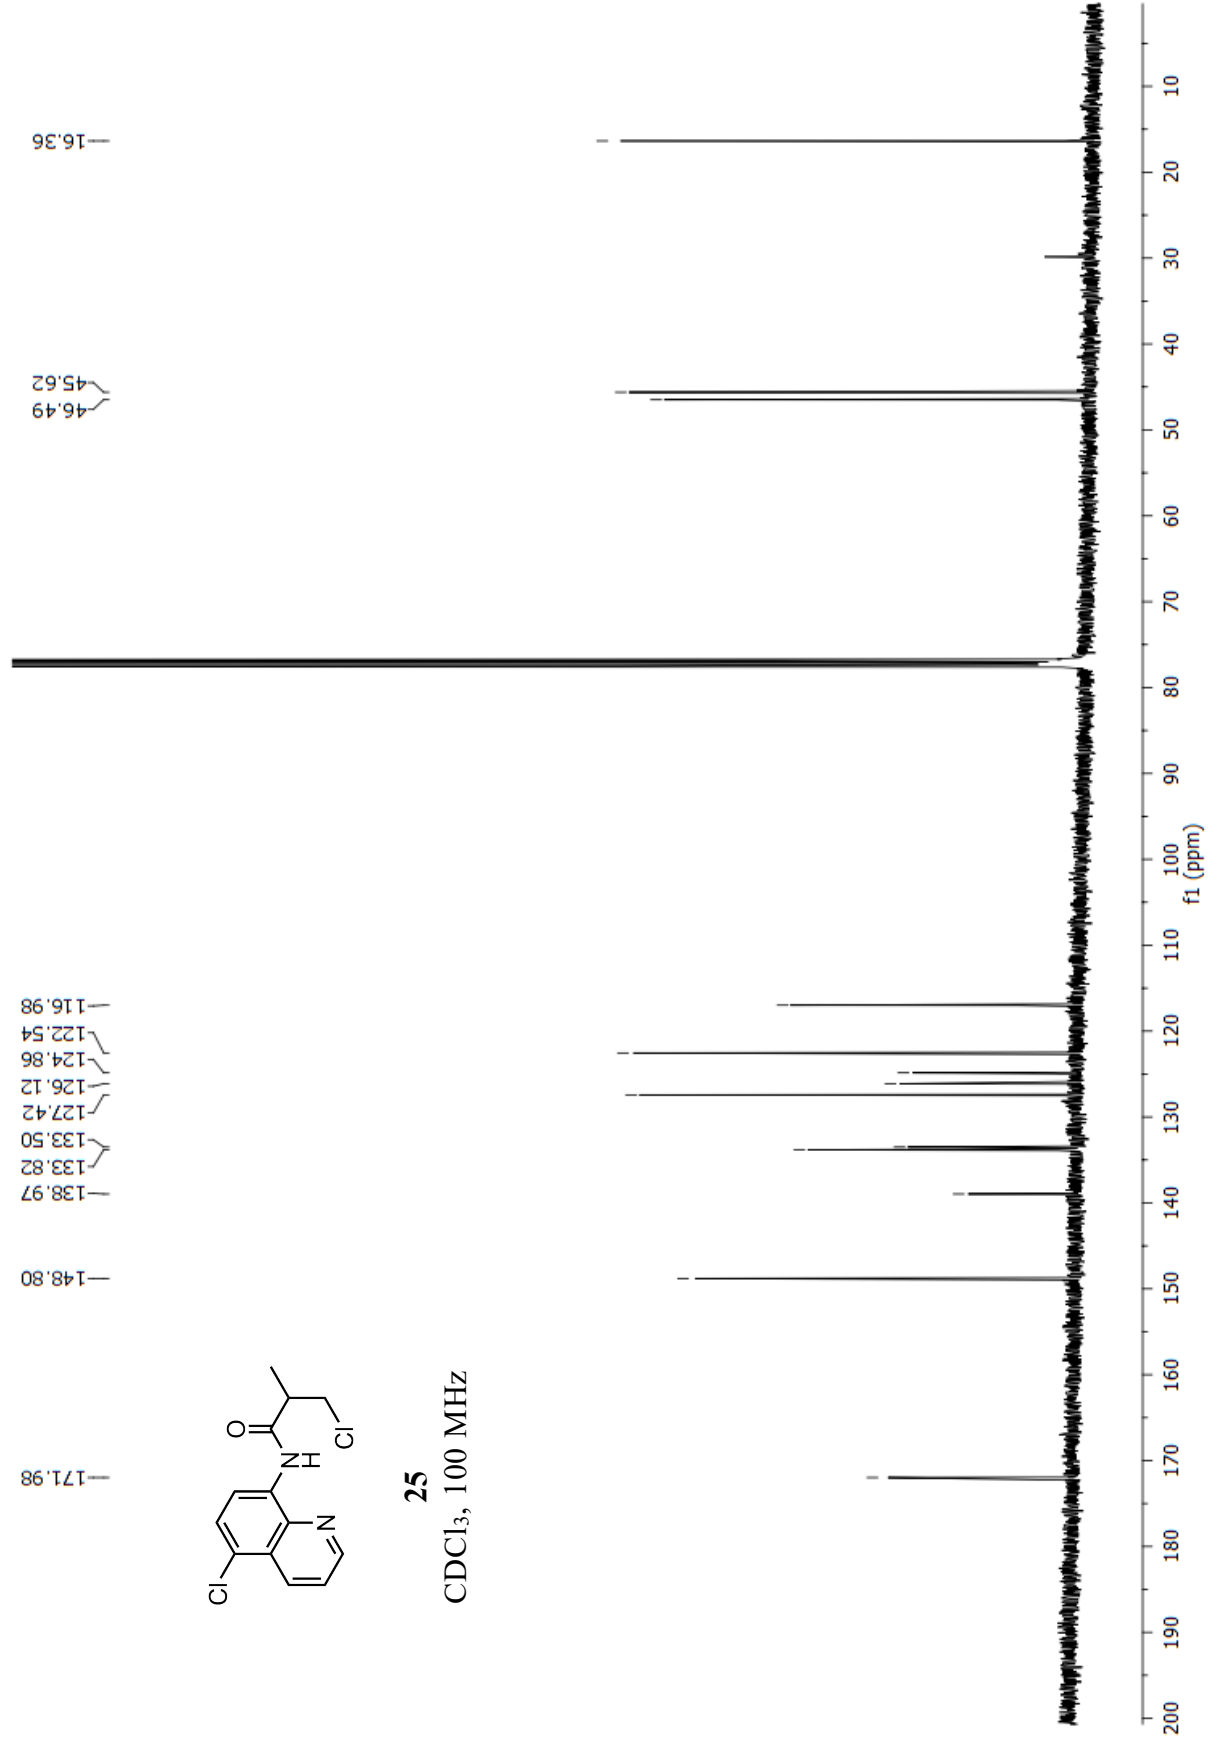 171.98
148.80
138.97
133.82
133.50
127.42
126.12
124.86
122.54
116.98
46.49
45.62
16.36
Cl
O
N
H
N
Cl
25
CDCl₃, 100 MHz
200 190 180 170 160 150 140 130 120 110 100 90 80 70 60 50 40 30 20 10
f1 (ppm)